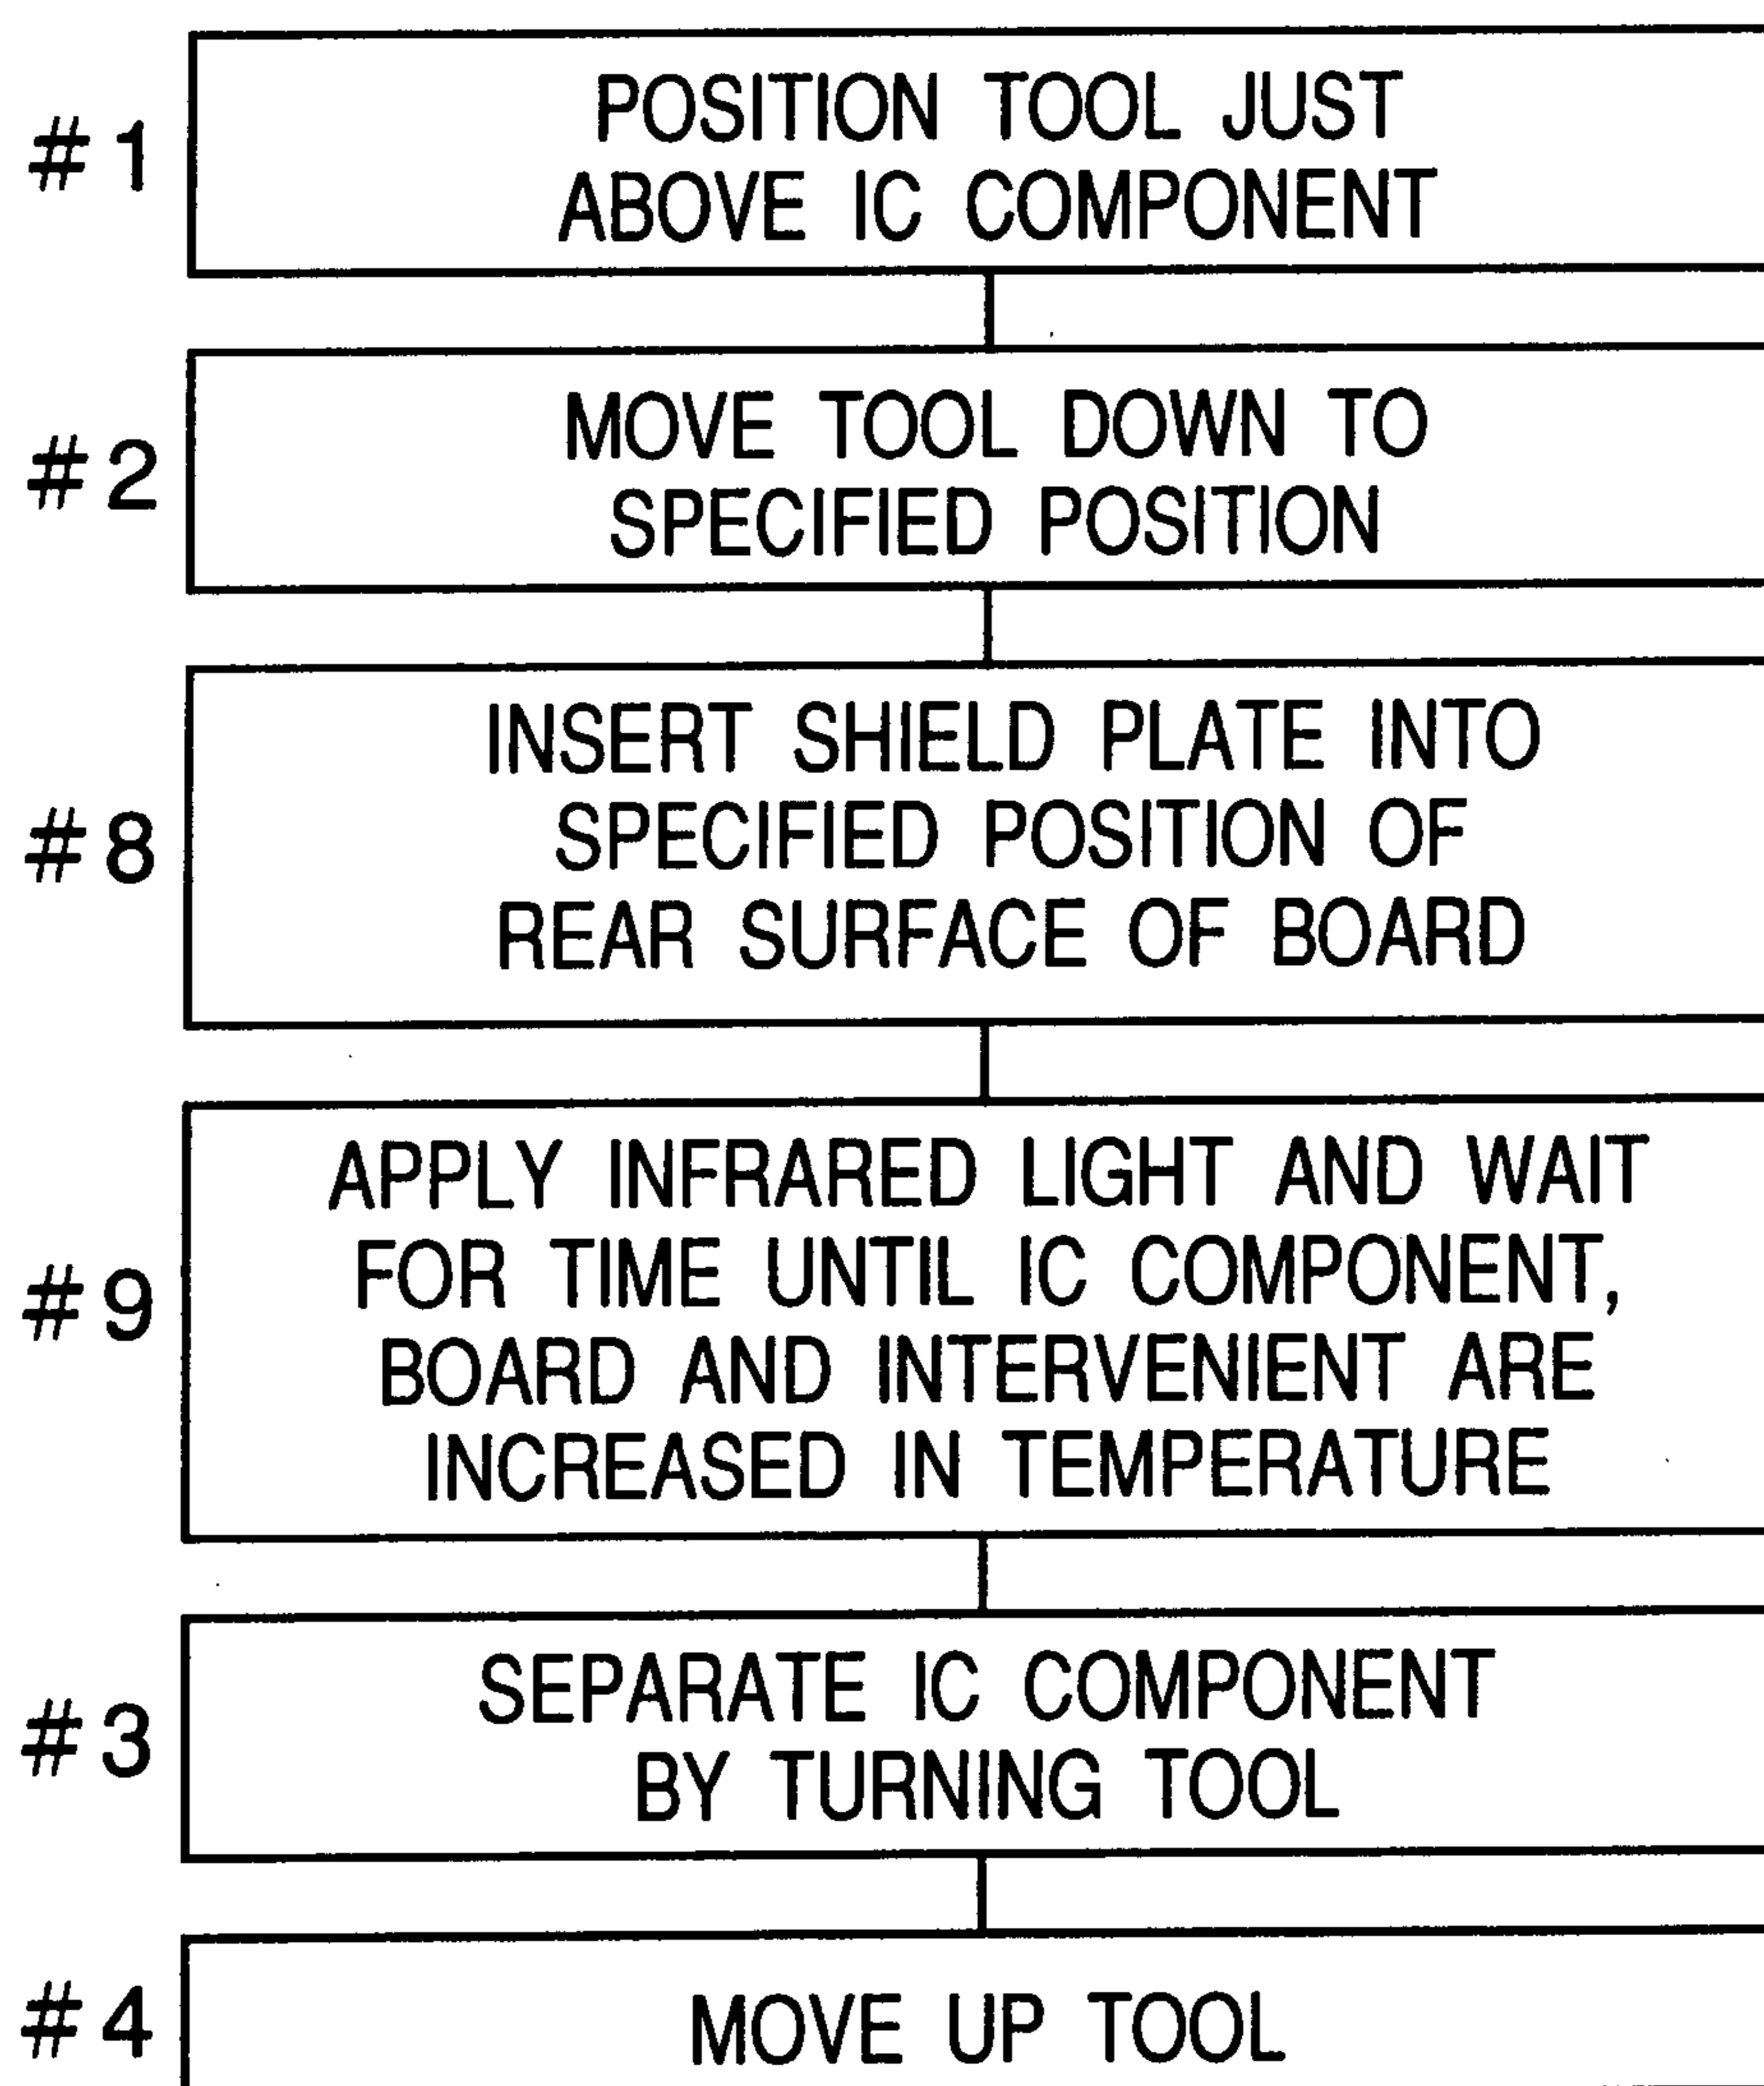 #1
POSITION TOOL JUST
ABOVE IC COMPONENT
#2
MOVE TOOL DOWN TO
SPECIFIED POSITION
#8
INSERT SHIELD PLATE INTO
SPECIFIED POSITION OF
REAR SURFACE OF BOARD
#9
APPLY INFRARED LIGHT AND WAIT
FOR TIME UNTIL IC COMPONENT,
BOARD AND INTERVENIENT ARE
INCREASED IN TEMPERATURE
#3
SEPARATE IC COMPONENT
BY TURNING TOOL
#4
MOVE UP TOOL